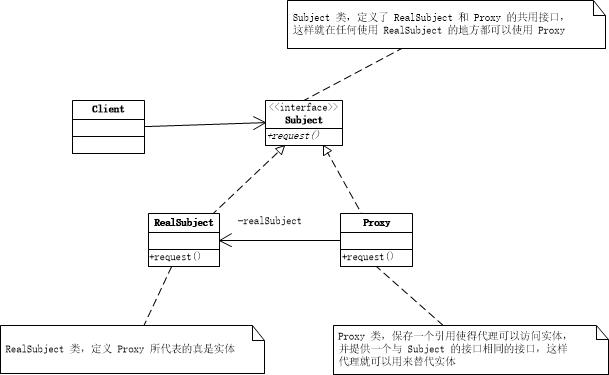 Subject 类，定义了 RealSubject 和 Proxy 的共用接口，
这样就在任何使用 RealSubject 的地方都可以使用 Proxy
Client
<<interface>>
Subject
+request()
RealSubject
+request()
-realSubject
Proxy
+request()
RealSubject 类，定义 Proxy 所代表的真是实体
Proxy 类，保存一个引用使得代理可以访问实体，
并提供一个与 Subject 的接口相同的接口，这样
代理就可以用来替代实体